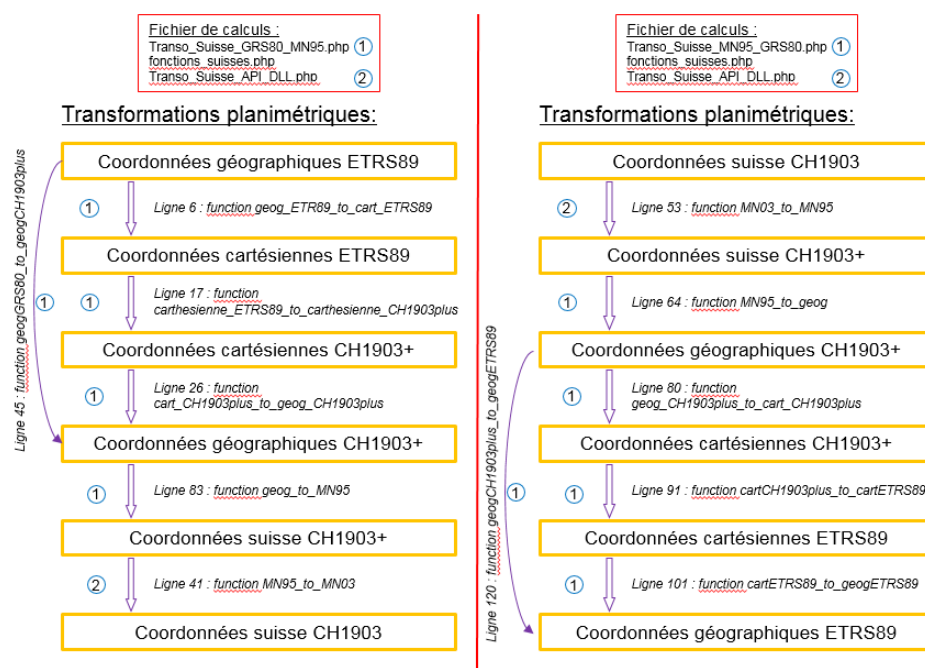 Fichier de calculs :
Transo_Suisse_GRS80_MN95.php 1
fonctions_suisses.php
Transo_Suisse_API_DLL.php 2
Transformations planimétriques:
Coordonnées géographiques ETRS89
1 Ligne 6 : function geog_ETR89_to_cart_ETRS89
Coordonnées cartésiennes ETRS89
1 Ligne 17 : function
carthesienne_ETRS89_to_carthesienne_CH1903plus
Coordonnées cartésiennes CH1903+
1 Ligne 26 : function
cart_CH1903plus_to_geog_CH1903plus
Coordonnées géographiques CH1903+
1 Ligne 83 : function geog_to_MN95
Coordonnées suisse CH1903+
2 Ligne 41 : function MN95_to_MN03
Coordonnées suisse CH1903
Ligne 45 : function geogGRS80_to_geogCH1903plus
1
Fichier de calculs :
Transo_Suisse_MN95_GRS80.php 1
fonctions_suisses.php
Transo_Suisse_API_DLL.php 2
Transformations planimétriques:
Coordonnées suisse CH1903
2 Ligne 53 : function MN03_to_MN95
Coordonnées suisse CH1903+
1 Ligne 64 : function MN95_to_geog
Coordonnées géographiques CH1903+
1 Ligne 80 : function
geog_CH1903plus_to_cart_CH1903plus
Coordonnées cartésiennes CH1903+
1 Ligne 91 : function cartCH1903plus_to_cartETRS89
Coordonnées cartésiennes ETRS89
1 Ligne 101 : function cartETRS89_to_geogETRS89
Coordonnées géographiques ETRS89
Ligne 120 : function geogCH1903plus_to_geogETRS89
1